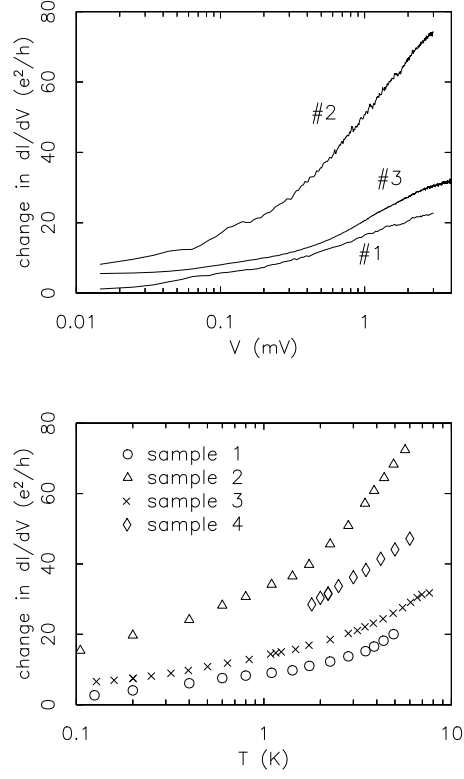 change in dI/dV (e²/h)
80
60
40
20
0
#2
#3
#1
0.01
0.1
1
V (mV)
change in dI/dV (e²/h)
80
60
40
20
0
sample 1
sample 2
sample 3
sample 4
0.1
1
10
T (K)